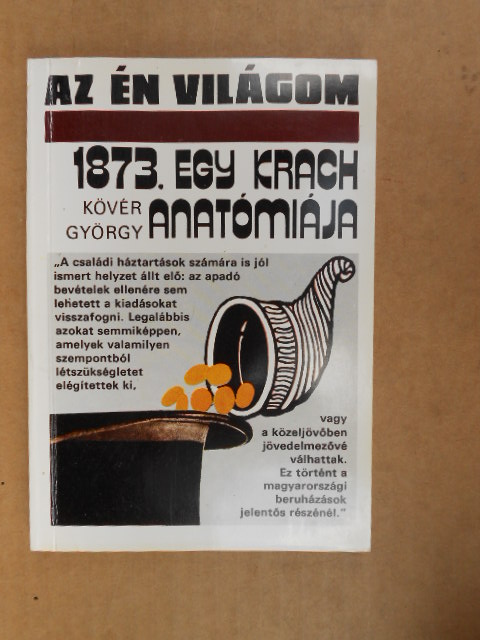 AZ ÉN VILÁGOM
1873. EGY KRACH
KÖVÉR
GYÖRGY
ANATÓMIÁJA
„A családi háztartások számára is jól
ismert helyzet állt elő: az apadó
bevételek ellenére sem
lehetett a kiadásokat
visszafogni. Legalábbis
azokat semmiképpen,
amelyek valamilyen
szempontból
létszükségletet
elégítettek ki,
vagy
a közeljövőben
jövedelmezővé
válhattak.
Ez történt a
magyarországi
beruházások
jelentős részénél.”